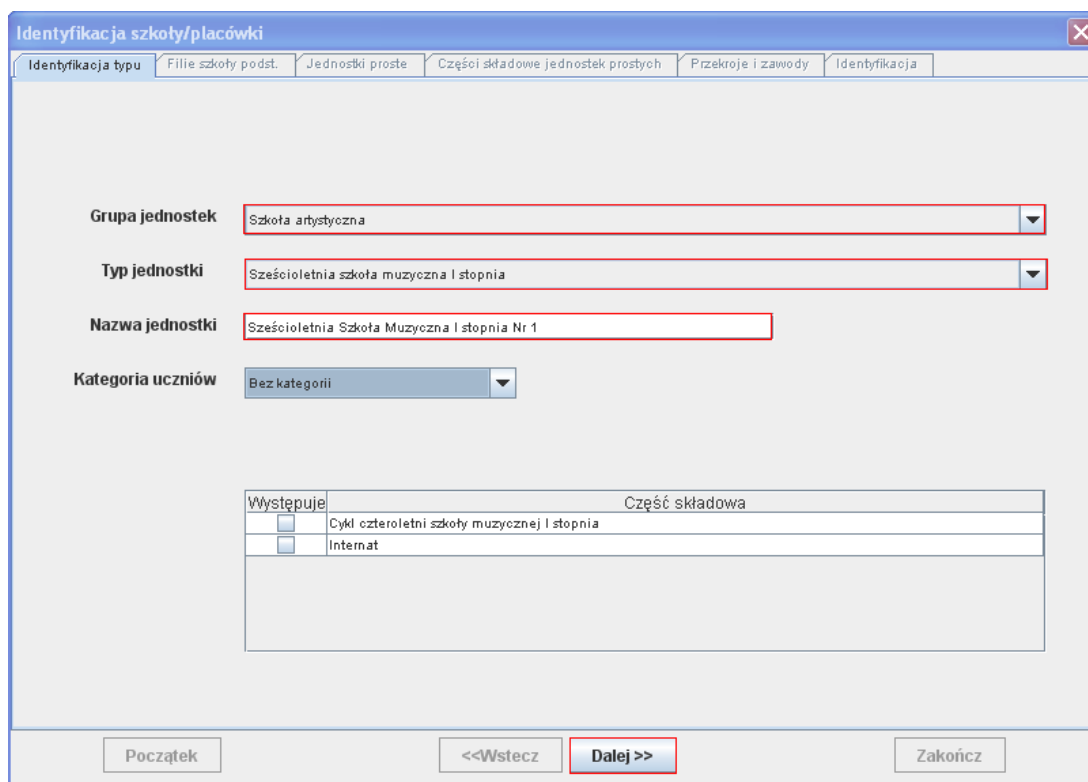 Identyfikacja szkoły/placówki
Identyfikacja typu Filie szkoły podst. Jednostki proste Części składowe jednostek prostych Przekroje i zawody Identyfikacja
Grupa jednostek Szkoła artystyczna
Typ jednostki Sześcioletnia szkoła muzyczna I stopnia
Nazwa jednostki Sześcioletnia Szkoła Muzyczna I stopnia Nr 1
Kategoria uczniów Bez kategorii
Występuje Część składowa
Cykl czteroletni szkoły muzycznej I stopnia
Internat
Początek <<Wstecz Dalej >> Zakończ